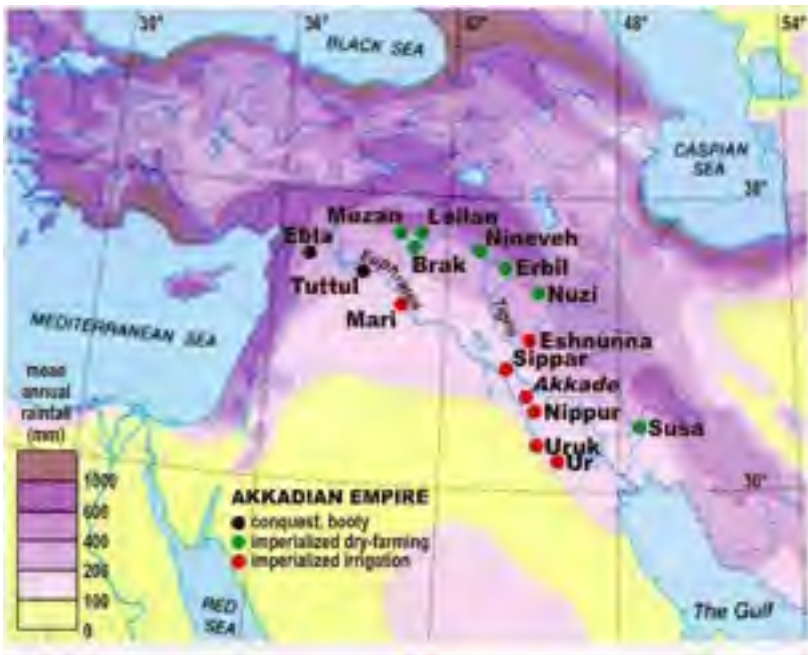 30°
36°
42°
48°
54°
BLACK SEA
CASPIAN
SEA
38°
Mozan
Leilan
Ebla
Nineveh
Euphrates
Brak
Erbil
Tuttul
Nuzi
Mari
Tigris
MEDITERRANEAN SEA
Eshnunna
Sippar
Akkade
Nippur
Susa
Uruk
Ur
30°
mean
annual
rainfall
(mm)
1000
600
400
200
100
0
AKKADIAN EMPIRE
conquest, booty
imperialized dry-farming
imperialized irrigation
RED
SEA
The Gulf